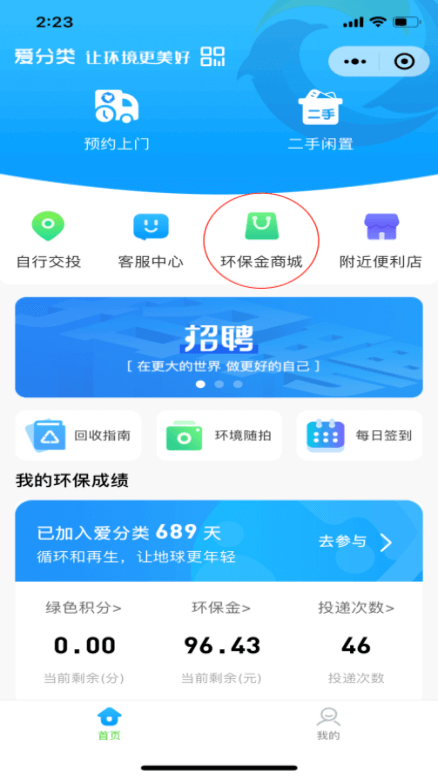 2:23
爱分类 让环境更美好
预约上门
二手
二手闲置
自行交投
客服中心
环保金商城
附近便利店
招聘
[ 在更大的世界 做更好的自己 ]
回收指南
环境随拍
每日签到
我的环保成绩
已加入爱分类 689 天
循环和再生，让地球更年轻
去参与 >
绿色积分>
环保金>
投递次数>
0.00
96.43
46
当前剩余(分)
当前剩余(元)
投递次数
首页
我的